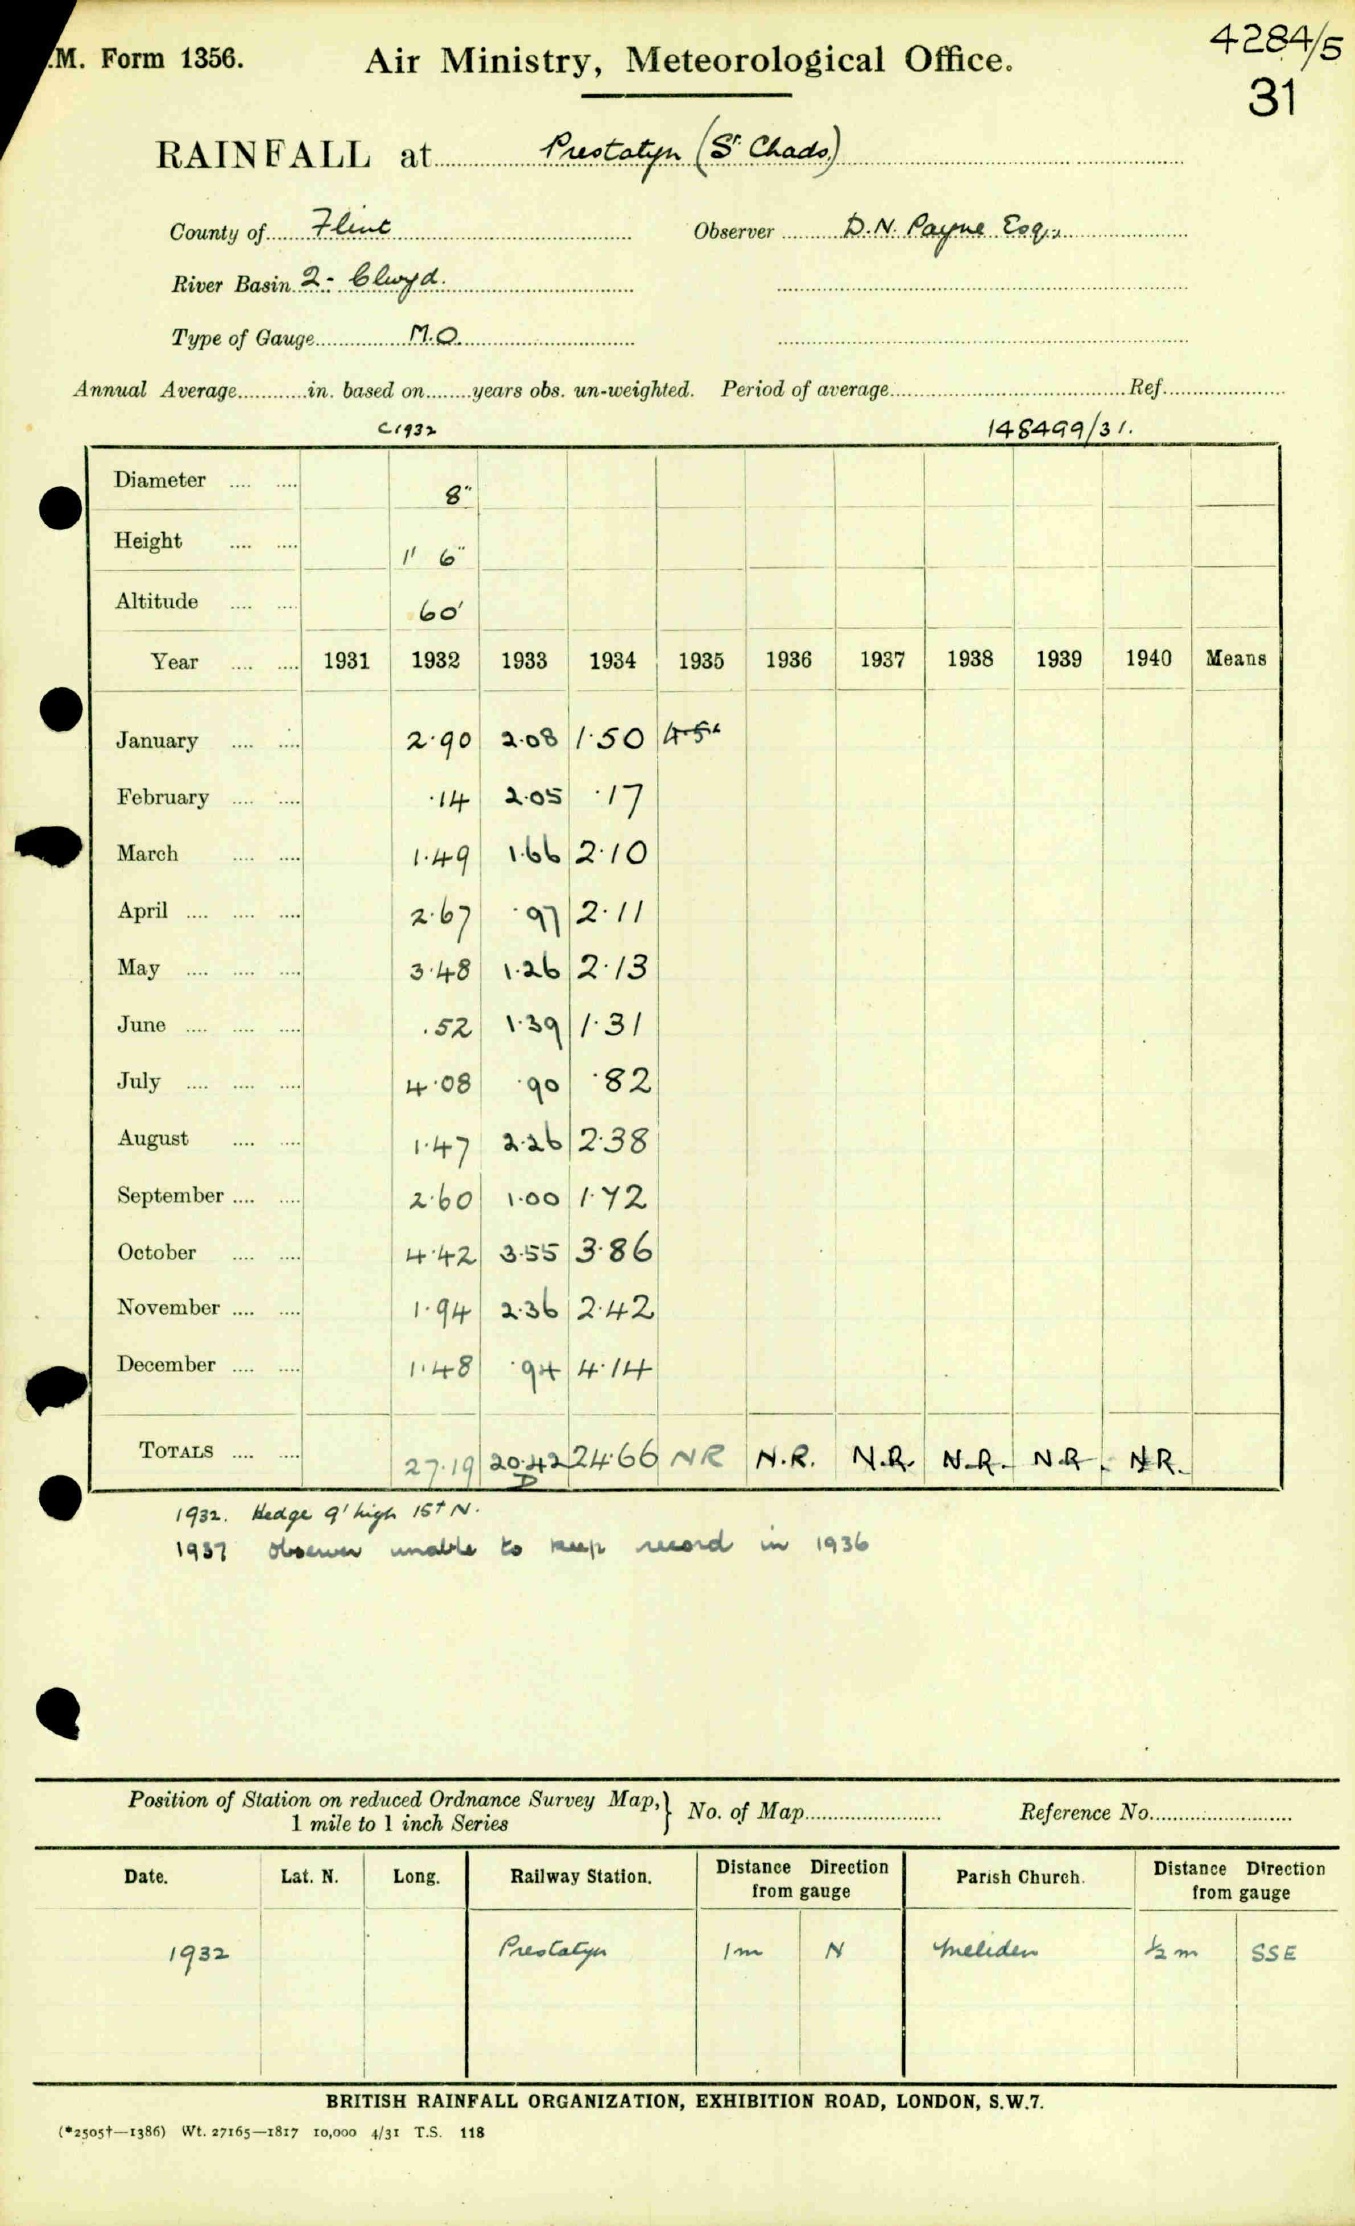 4284/5
.M. Form 1356. Air Ministry, Meteorological Office.
31
RAINFALL at Prestatyn (St Chads)
County of Flint Observer D.N. Payne Esq.,
River Basin 2 - Clwyd.
Type of Gauge M.O.
Annual Average in. based on years obs. un-weighted. Period of average Ref.
C1932 148499/31.
Diameter .... .... 8"
Height .... .... 1' 6"
Altitude .... .... 60'
Year .... .... 1931 1932 1933 1934 1935 1936 1937 1938 1939 1940 Means
January .... .... 2.90 2.08 1.50
February .... .... .14 2.05 .17
March .... .... 1.49 1.66 2.10
April .... .... .... 2.67 .97 2.11
May .... .... .... 3.48 1.26 2.13
June .... .... .... .52 1.39 1.31
July .... .... .... 4.08 .90 .82
August .... .... 1.47 2.26 2.38
September .... .... 2.60 1.00 1.72
October .... .... 4.42 3.55 3.86
November .... .... 1.94 2.36 2.42
December .... .... 1.48 .94 4.14
TOTALS .... .... 27.19 20.42 24.66 NR N.R. N.R. N.R. N.R. N.R.
D
1932. Hedge 9' high 15ft N.
1937 Observer unable to keep record in 1936
Position of Station on reduced Ordnance Survey Map, } No. of Map Reference No.
1 mile to 1 inch Series
Date. Lat. N. Long. Railway Station. Distance Direction from gauge Parish Church. Distance Direction from gauge
1932 Prestatyn 1m N Meliden ½ m SSE
BRITISH RAINFALL ORGANIZATION, EXHIBITION ROAD, LONDON, S.W.7.
(*2505†—1386) Wt. 27165—1817 10,000 4/31 T.S. 118